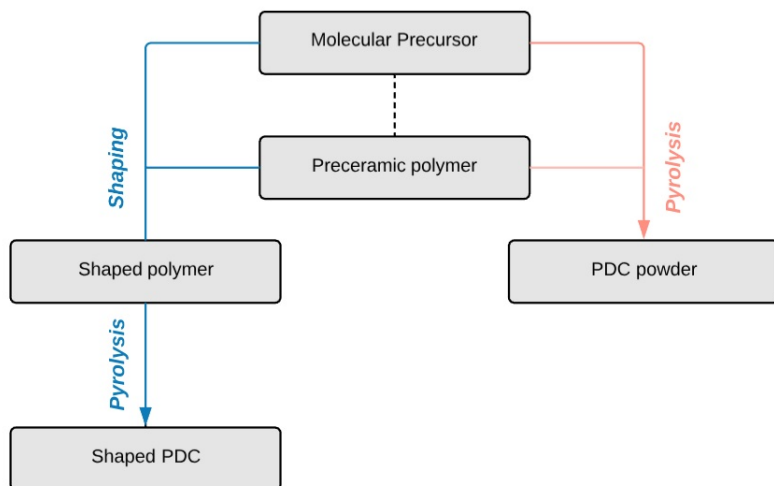 Molecular Precursor
Preceramic polymer
Shaping
Pyrolysis
Shaped polymer
PDC powder
Pyrolysis
Shaped PDC